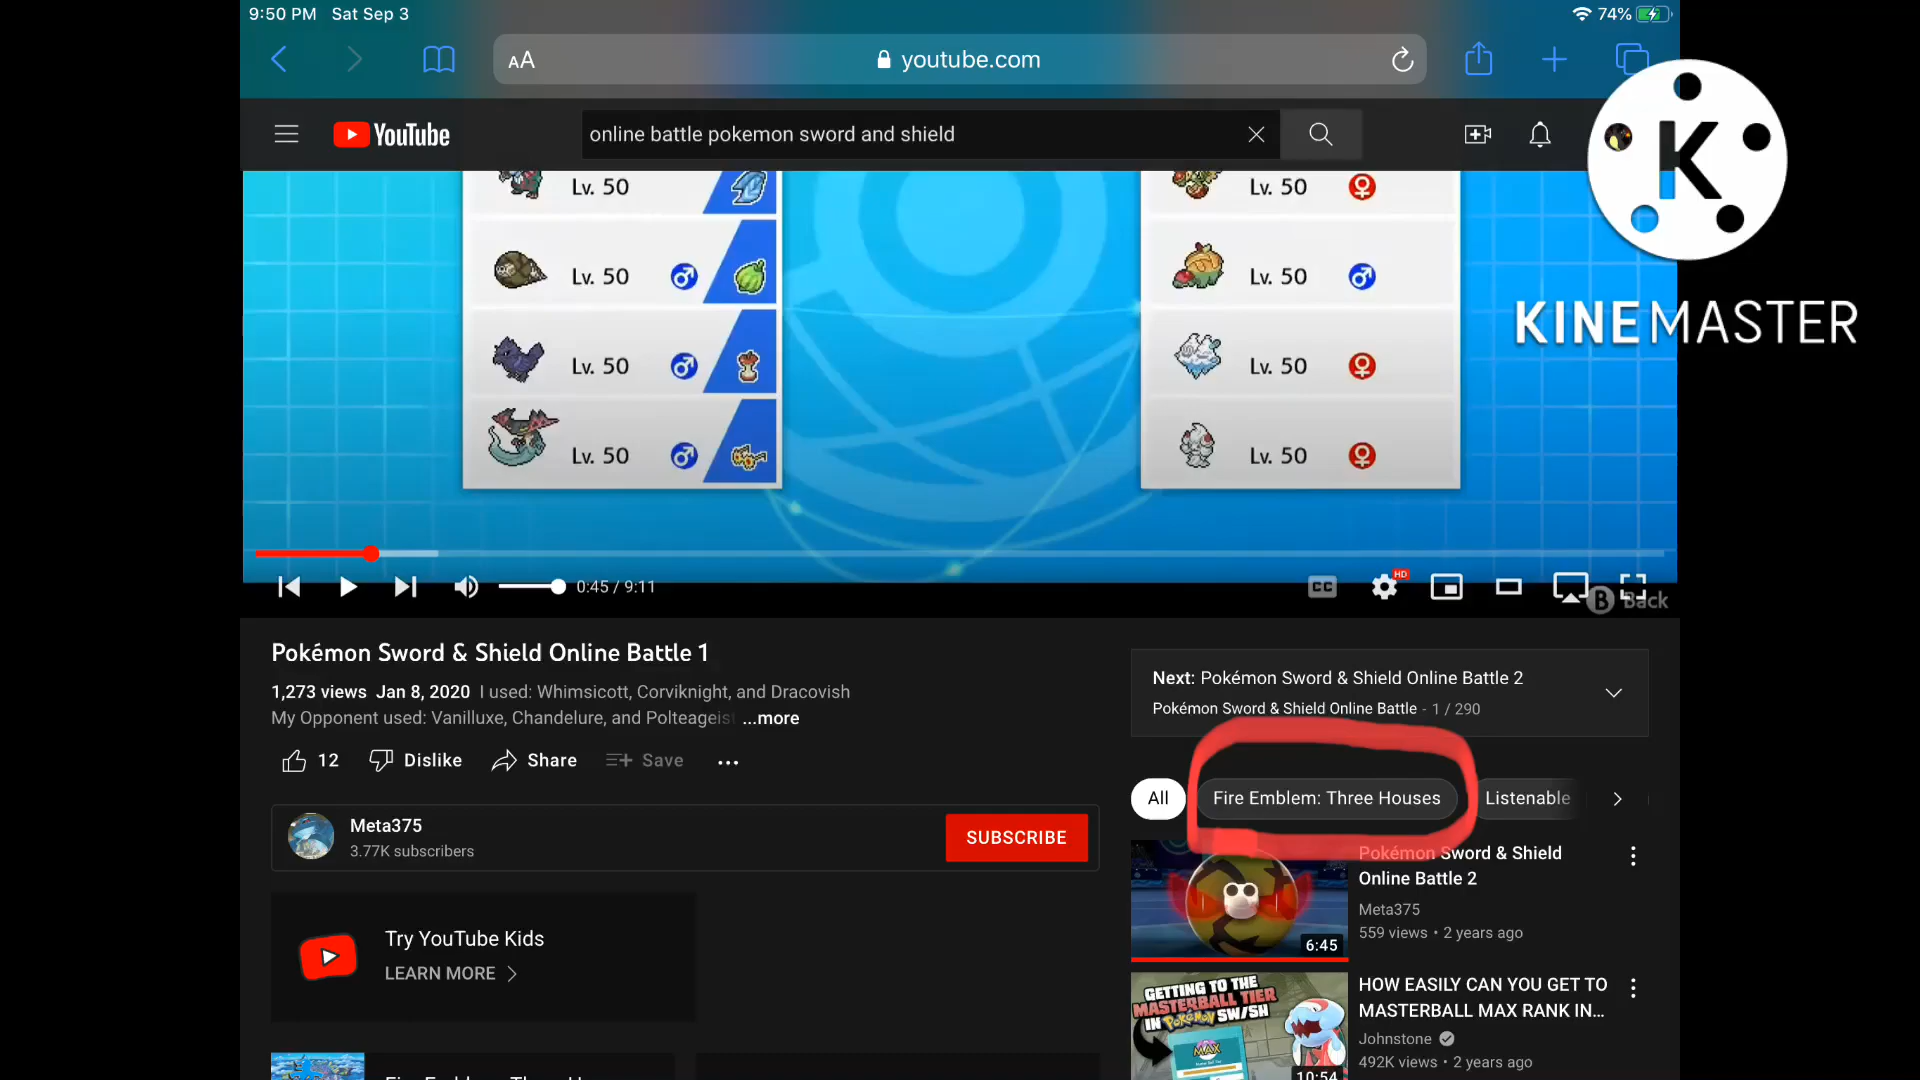 9:50 PM Sat Sep 3
74%
AA
youtube.com
YouTube
online battle pokemon sword and shield
K
KINEMASTER
Lv. 50
Lv. 50
Lv. 50
Lv. 50
Lv. 50
Lv. 50
Lv. 50
Lv. 50
0:45 / 9:11
CC
HD
B Back
Pokémon Sword & Shield Online Battle 1
1,273 views Jan 8, 2020 I used: Whimsicott, Corviknight, and Dracovish
My Opponent used: Vanilluxe, Chandelure, and Polteageist ...more
12 Dislike Share Save
Meta375
3.77K subscribers
SUBSCRIBE
Try YouTube Kids
LEARN MORE
Next: Pokémon Sword & Shield Online Battle 2
Pokémon Sword & Shield Online Battle - 1 / 290
All Fire Emblem: Three Houses Listenable
Pokémon Sword & Shield
Online Battle 2
Meta375
559 views • 2 years ago
6:45
GETTING TO THE
MASTERBALL TIER
IN POKéMON SW/SH
MAX
10:54
HOW EASILY CAN YOU GET TO
MASTERBALL MAX RANK IN...
Johnstone
492K views • 2 years ago